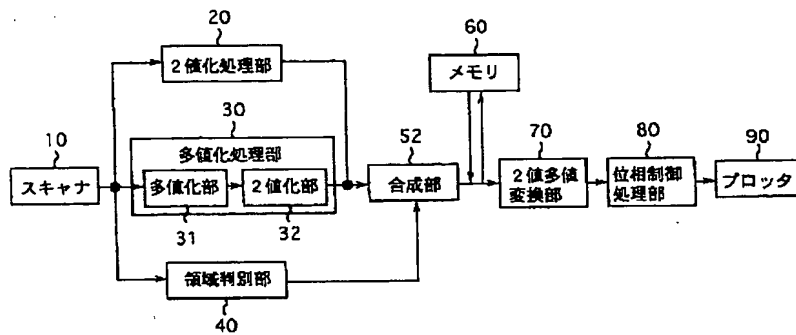 20
2値化処理部
60
メモリ
10
スキャナ
30
多値化処理部
多値化部
2値化部
31
32
52
合成部
70
2値多値
変換部
80
位相制御
処理部
90
プロッタ
領域判別部
40